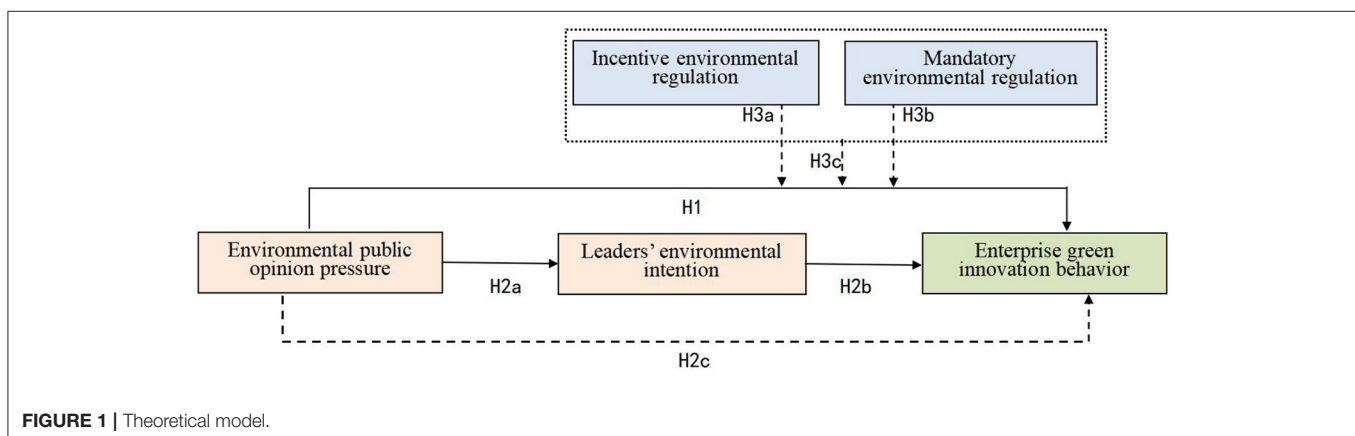 Incentive environmental
regulation
Mandatory
environmental regulation
H3a
H3b
H3c
H1
Environmental public
opinion pressure
Leaders' environmental
intention
Enterprise green
innovation behavior
H2a
H2b
H2c
FIGURE 1 | Theoretical model.